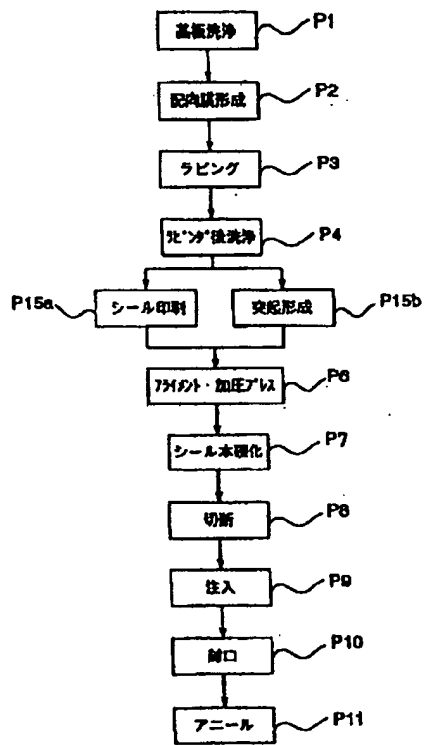 基板洗浄 P1
配向膜形成 P2
ラビング P3
ラビング後洗浄 P4
P15a シール印刷 突起形成 P15b
アライメント・加圧プレス P6
シール本硬化 P7
切断 P8
注入 P9
封口 P10
アニール P11